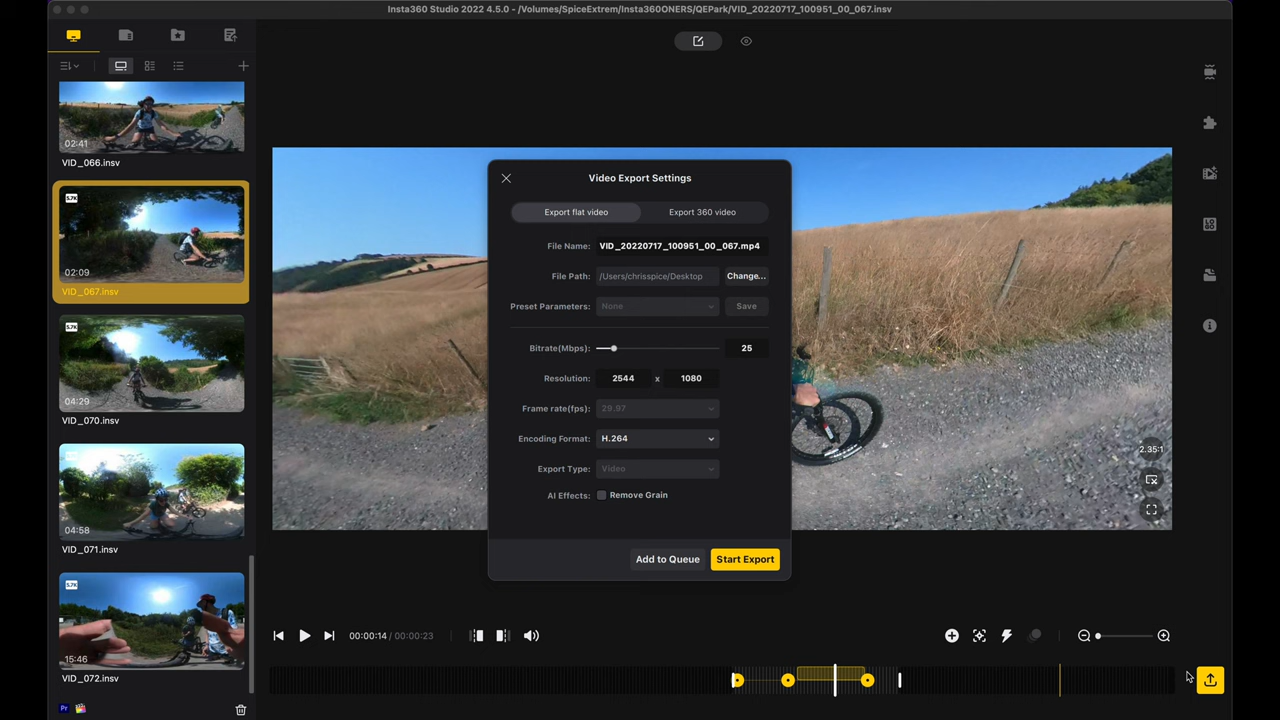 Insta360 Studio 2022 4.5.0 - /Volumes/SpiceExtrem/Insta360ONERS/QEPark/VID_20220717_100951_00_067.insv
02:41
VID_066.insv
5.7K
02:09
VID_067.insv
5.7K
04:29
VID_070.insv
04:58
VID_071.insv
5.7K
15:46
VID_072.insv
Pr
Video Export Settings
Export flat video Export 360 video
File Name: VID_20220717_100951_00_067.mp4
File Path: /Users/chrisspice/Desktop Change...
Preset Parameters: None Save
Bitrate(Mbps): 25
Resolution: 2544 x 1080
Frame rate(fps): 29.97
Encoding Format: H.264
Export Type: Video
AI Effects: Remove Grain
Add to Queue Start Export
2.35:1
00:00:14 / 00:00:23